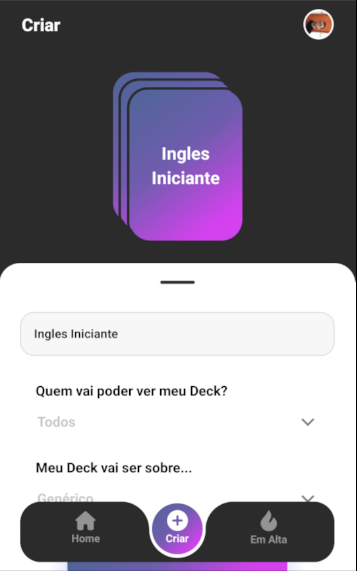 Criar
Ingles
Iniciante
Ingles Iniciante
Quem vai poder ver meu Deck?
Todos
Meu Deck vai ser sobre...
Genérico
Home
Criar
Em Alta